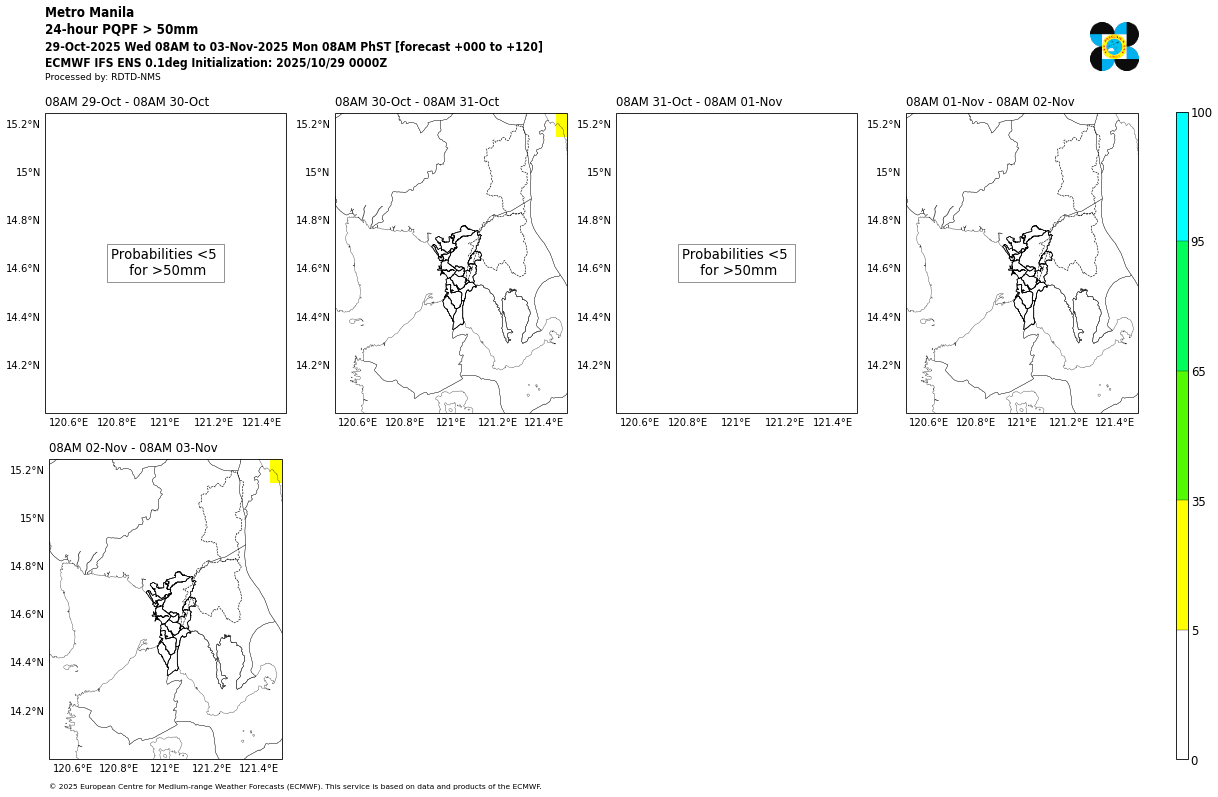 Metro Manila
24-hour PQPF > 50mm
29-Oct-2025 Wed 08AM to 03-Nov-2025 Mon 08AM PhST [forecast +000 to +120]
ECMWF IFS ENS 0.1deg Initialization: 2025/10/29 0000Z
Processed by: RDTD-NMS
08AM 29-Oct - 08AM 30-Oct
15.2°N
15°N
14.8°N
14.6°N
14.4°N
14.2°N
Probabilities <5
for >50mm
120.6°E 120.8°E 121°E 121.2°E 121.4°E
08AM 30-Oct - 08AM 31-Oct
15.2°N
15°N
14.8°N
14.6°N
14.4°N
14.2°N
120.6°E 120.8°E 121°E 121.2°E 121.4°E
08AM 31-Oct - 08AM 01-Nov
15.2°N
15°N
14.8°N
14.6°N
14.4°N
14.2°N
Probabilities <5
for >50mm
120.6°E 120.8°E 121°E 121.2°E 121.4°E
08AM 01-Nov - 08AM 02-Nov
15.2°N
15°N
14.8°N
14.6°N
14.4°N
14.2°N
120.6°E 120.8°E 121°E 121.2°E 121.4°E
08AM 02-Nov - 08AM 03-Nov
15.2°N
15°N
14.8°N
14.6°N
14.4°N
14.2°N
120.6°E 120.8°E 121°E 121.2°E 121.4°E
100
95
65
35
5
0
© 2025 European Centre for Medium-range Weather Forecasts (ECMWF). This service is based on data and products of the ECMWF.